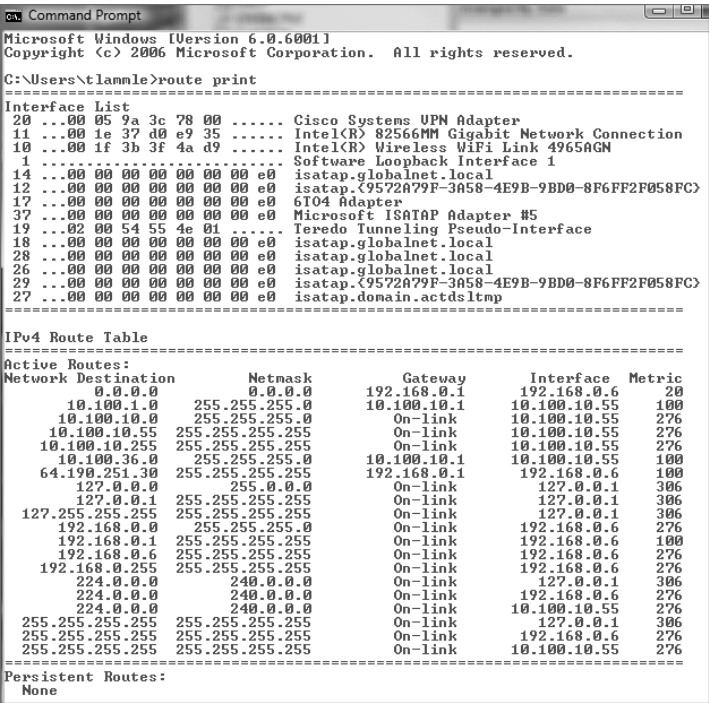 Command Prompt
Microsoft Windows [Version 6.0.6001]
Copyright (c) 2006 Microsoft Corporation.  All rights reserved.
C:\Users\tlammle>route print
===========================================================================
Interface List
 20 ...00 05 9a 3c 78 00 ...... Cisco Systems VPN Adapter
 11 ...00 1e 37 d0 e9 35 ...... Intel(R) 82566MM Gigabit Network Connection
 10 ...00 1f 3b 3f 4a d9 ...... Intel(R) Wireless WiFi Link 4965AGN
  1 ........................... Software Loopback Interface 1
 14 ...00 00 00 00 00 00 00 e0  isatap.globalnet.local
 12 ...00 00 00 00 00 00 00 e0  isatap.{9572A79F-3A58-4E9B-9BD0-8F6FF2F058FC}
 17 ...00 00 00 00 00 00 00 e0  6TO4 Adapter
 37 ...00 00 00 00 00 00 00 e0  Microsoft ISATAP Adapter #5
 19 ...02 00 54 55 4e 01 ...... Teredo Tunneling Pseudo-Interface
 18 ...00 00 00 00 00 00 00 e0  isatap.globalnet.local
 28 ...00 00 00 00 00 00 00 e0  isatap.globalnet.local
 26 ...00 00 00 00 00 00 00 e0  isatap.globalnet.local
 29 ...00 00 00 00 00 00 00 e0  isatap.{9572A79F-3A58-4E9B-9BD0-8F6FF2F058FC}
 27 ...00 00 00 00 00 00 00 e0  isatap.domain.actdsltmp
===========================================================================
IPv4 Route Table
===========================================================================
Active Routes:
Network Destination        Netmask          Gateway       Interface  Metric
          0.0.0.0          0.0.0.0      192.168.0.1      192.168.0.6     20
       10.100.1.0    255.255.255.0      10.100.10.1     10.100.10.55    100
      10.100.10.0    255.255.255.0         On-link      10.100.10.55    276
     10.100.10.55  255.255.255.255         On-link      10.100.10.55    276
    10.100.10.255  255.255.255.255         On-link      10.100.10.55    276
      10.100.36.0    255.255.255.0      10.100.10.1     10.100.10.55    100
    64.190.251.30  255.255.255.255      192.168.0.1      192.168.0.6    100
        127.0.0.0        255.0.0.0         On-link         127.0.0.1    306
        127.0.0.1  255.255.255.255         On-link         127.0.0.1    306
  127.255.255.255  255.255.255.255         On-link         127.0.0.1    306
      192.168.0.0    255.255.255.0         On-link       192.168.0.6    276
      192.168.0.1  255.255.255.255         On-link       192.168.0.6    100
      192.168.0.6  255.255.255.255         On-link       192.168.0.6    276
    192.168.0.255  255.255.255.255         On-link       192.168.0.6    276
        224.0.0.0        240.0.0.0         On-link         127.0.0.1    306
        224.0.0.0        240.0.0.0         On-link       192.168.0.6    276
        224.0.0.0        240.0.0.0         On-link      10.100.10.55    276
  255.255.255.255  255.255.255.255         On-link         127.0.0.1    306
  255.255.255.255  255.255.255.255         On-link       192.168.0.6    276
  255.255.255.255  255.255.255.255         On-link      10.100.10.55    276
===========================================================================
Persistent Routes:
  None